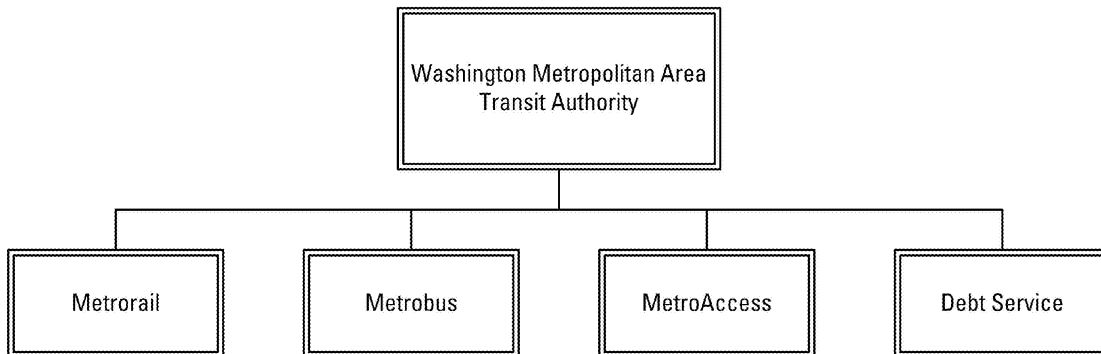 Washington Metropolitan Area
Transit Authority
Metrorail
Metrobus
MetroAccess
Debt Service